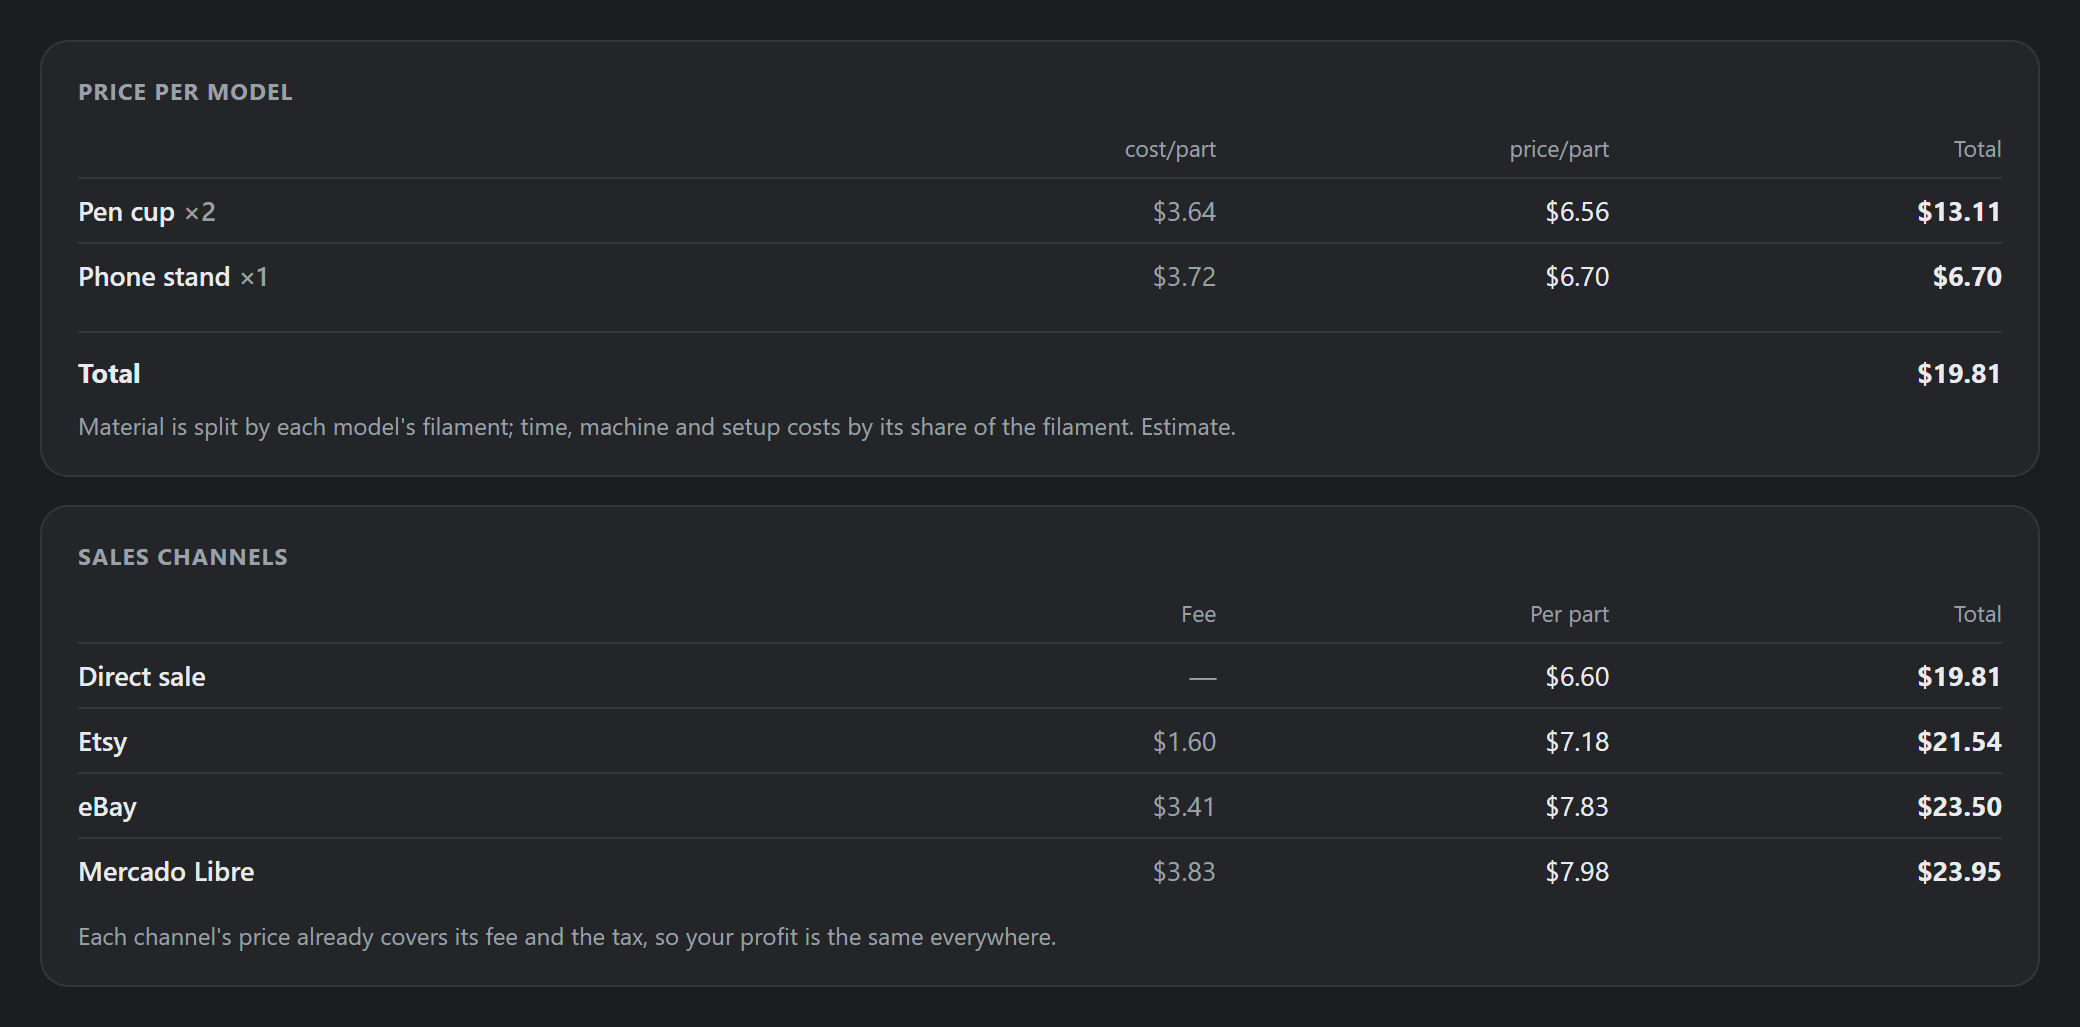 PRICE PER MODEL
cost/part price/part Total
Pen cup ×2 $3.64 $6.56 $13.11
Phone stand ×1 $3.72 $6.70 $6.70
Total $19.81
Material is split by each model's filament; time, machine and setup costs by its share of the filament. Estimate.
SALES CHANNELS
Fee Per part Total
Direct sale — $6.60 $19.81
Etsy $1.60 $7.18 $21.54
eBay $3.41 $7.83 $23.50
Mercado Libre $3.83 $7.98 $23.95
Each channel's price already covers its fee and the tax, so your profit is the same everywhere.